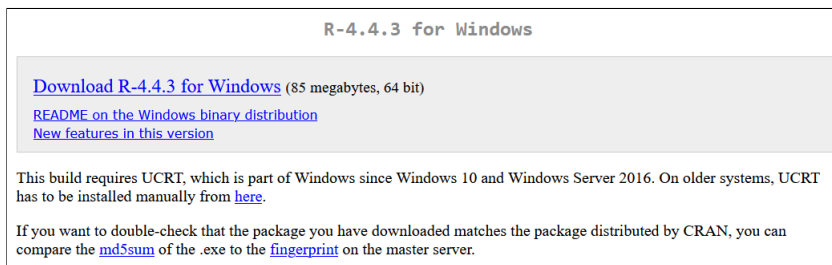 R-4.4.3 for Windows
Download R-4.4.3 for Windows (85 megabytes, 64 bit)
README on the Windows binary distribution
New features in this version
This build requires UCRT, which is part of Windows since Windows 10 and Windows Server 2016. On older systems, UCRT
has to be installed manually from here.
If you want to double-check that the package you have downloaded matches the package distributed by CRAN, you can
compare the md5sum of the .exe to the fingerprint on the master server.